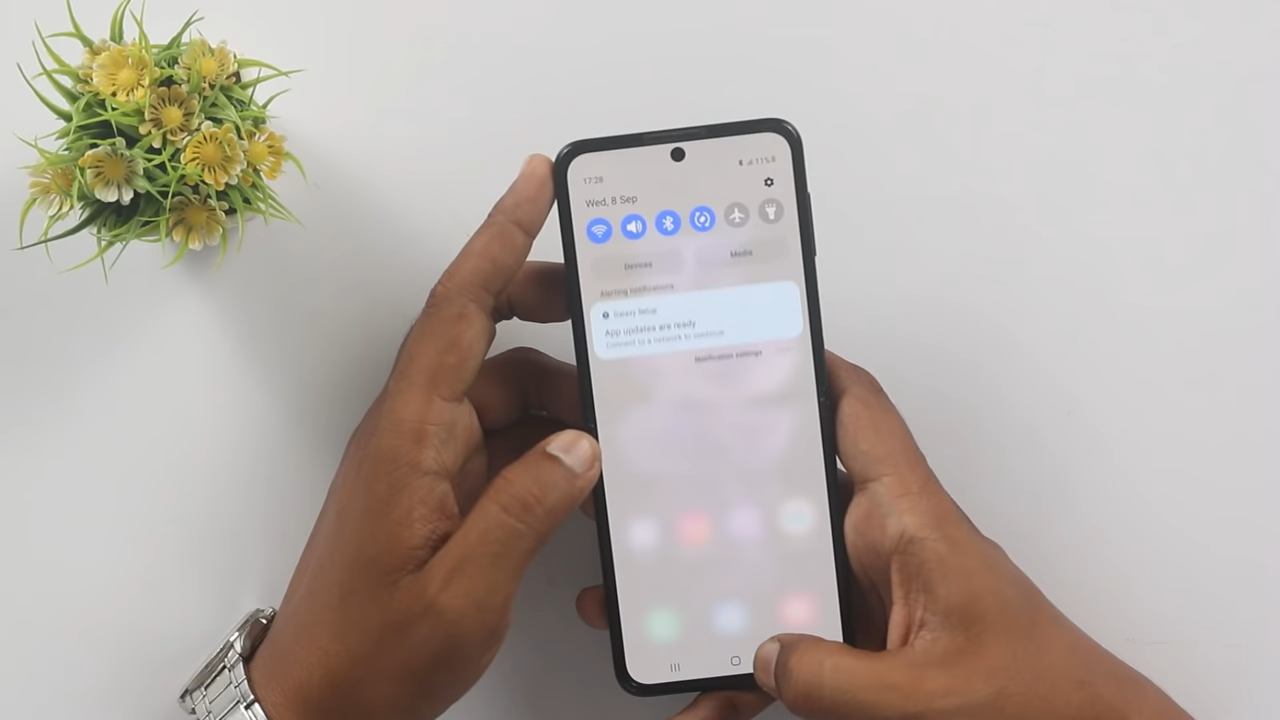 17:28
11%
Wed, 8 Sep
Devices
Media
Alerting notifications
Galaxy Setup
App updates are ready
Connect to a network to continue
Notification settings